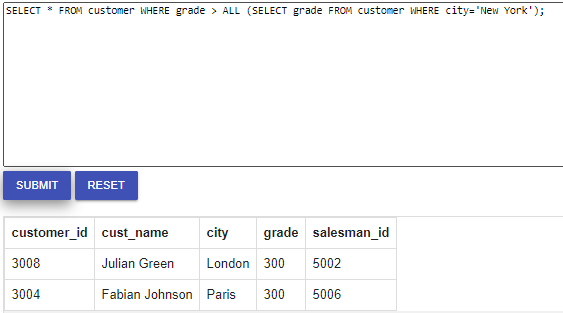 SELECT * FROM customer WHERE grade > ALL (SELECT grade FROM customer WHERE city='New York');
SUBMIT RESET
customer_id cust_name city grade salesman_id
3008 Julian Green London 300 5002
3004 Fabian Johnson Paris 300 5006